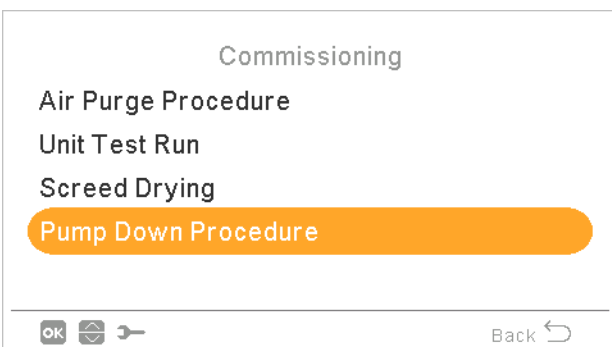 Commissioning
Air Purge Procedure
Unit Test Run
Screed Drying
Pump Down Procedure
OK
Back